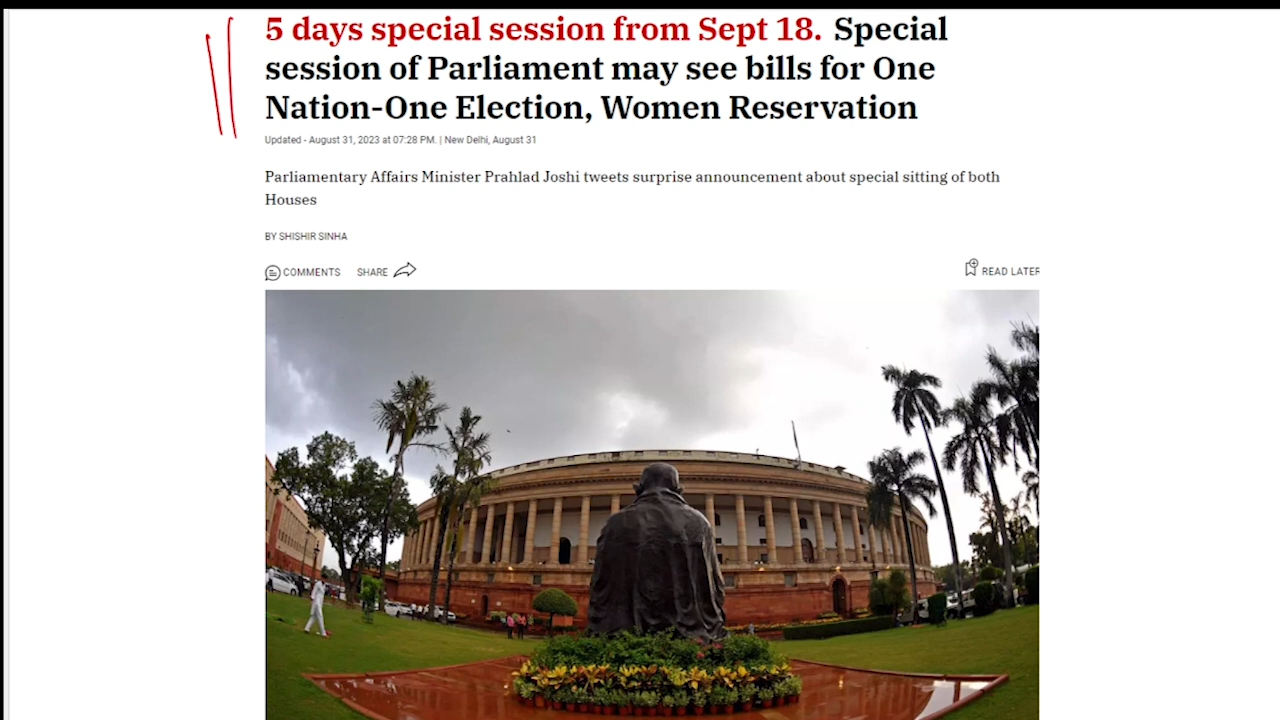 5 days special session from Sept 18. Special
session of Parliament may see bills for One
Nation-One Election, Women Reservation
Updated - August 31, 2023 at 07:28 PM. | New Delhi, August 31
Parliamentary Affairs Minister Prahlad Joshi tweets surprise announcement about special sitting of both
Houses
BY SHISHIR SINHA
COMMENTS SHARE READ LATER